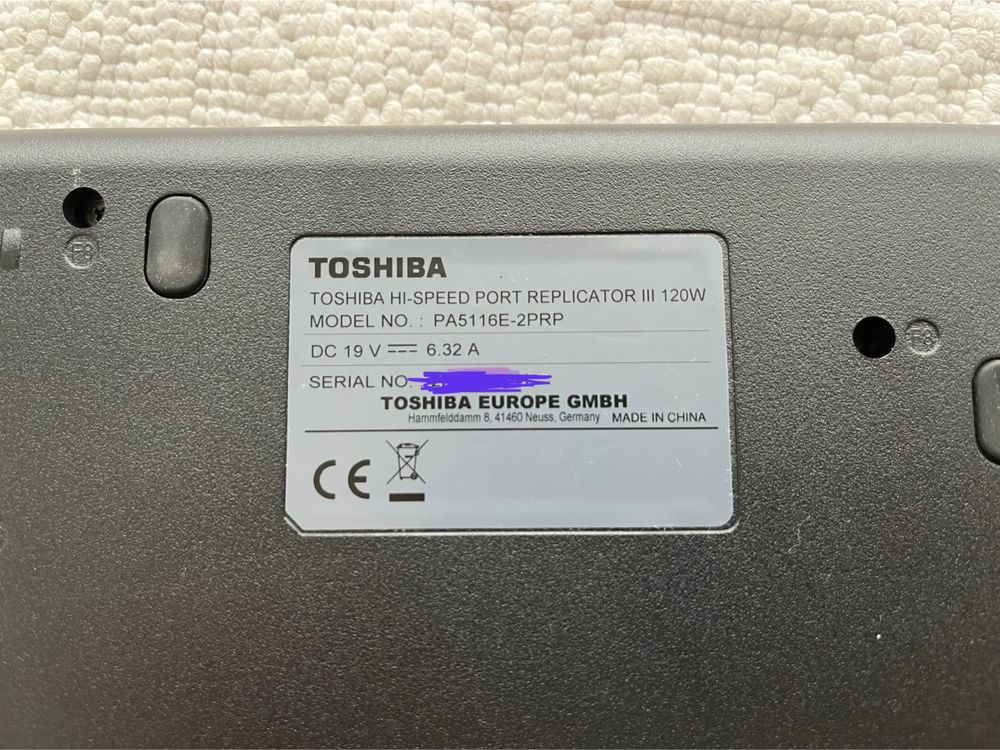 TOSHIBA
TOSHIBA HI-SPEED PORT REPLICATOR III 120W
MODEL NO. : PA5116E-2PRP
DC 19 V ⎓ 6.32 A
SERIAL NO.
TOSHIBA EUROPE GMBH
Hammfelddamm 8, 41460 Neuss, Germany MADE IN CHINA
CE
F8